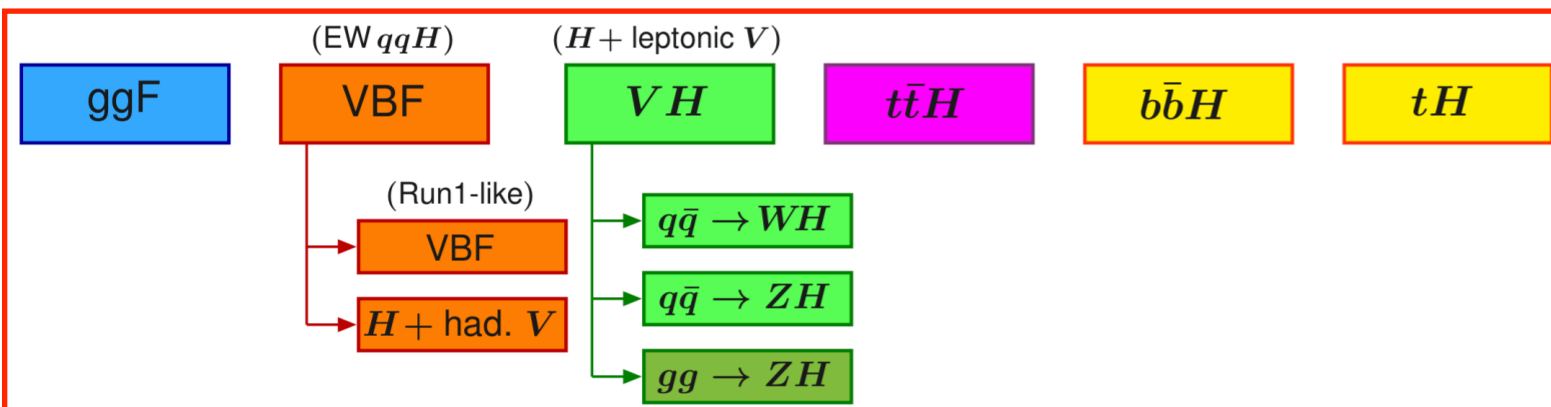 (EW qqH) (H + leptonic V)
ggF VBF VH tt̄H bb̄H tH
(Run1-like)
VBF
H + had. V
qq̄ → WH
qq̄ → ZH
gg → ZH